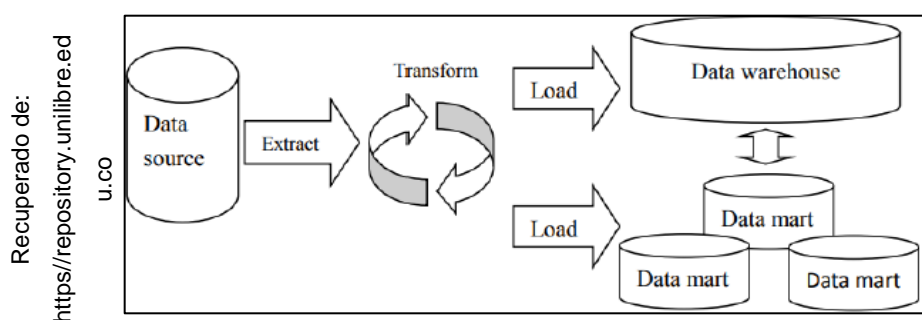 Recuperado de:
https//repository.unilibre.ed
u.co
Data
source
Extract
Transform
Load
Data warehouse
Load
Data mart
Data mart
Data mart